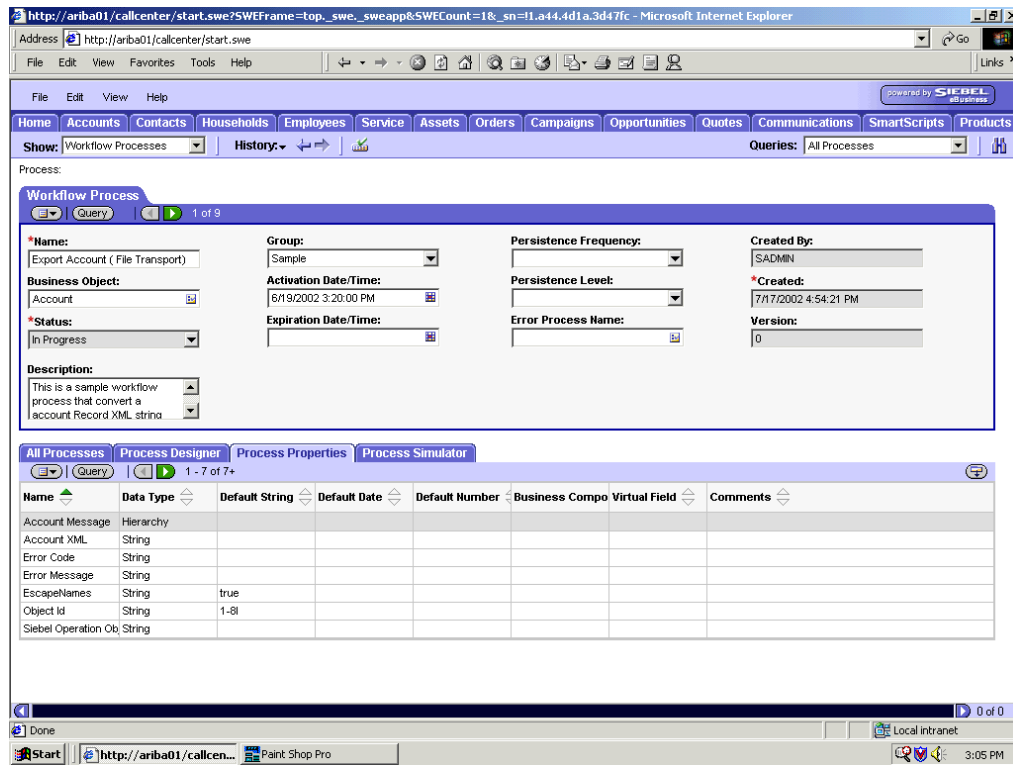 http://ariba01/callcenter/start.swe?SWEFrame=top._swe._sweapp&SWECount=1&_sn=!1.a44.4d1a.3d47fc - Microsoft Internet Explorer
Address http://ariba01/callcenter/start.swe Go
File Edit View Favorites Tools Help Links
File Edit View Help powered by SIEBEL eBusiness
Home Accounts Contacts Households Employees Service Assets Orders Campaigns Opportunities Quotes Communications SmartScripts Products
Show: Workflow Processes History: Queries: All Processes
Process:
Workflow Process
Query 1 of 9
*Name: Group: Persistence Frequency: Created By:
Export Account ( File Transport) Sample SADMIN
Business Object: Activation Date/Time: Persistence Level: *Created:
Account 6/19/2002 3:20:00 PM 7/17/2002 4:54:21 PM
*Status: Expiration Date/Time: Error Process Name: Version:
In Progress 0
Description:
This is a sample workflow
process that convert a
account Record XML string
All Processes Process Designer Process Properties Process Simulator
Query 1 - 7 of 7+
Name Data Type Default String Default Date Default Number Business Compo Virtual Field Comments
Account Message Hierarchy
Account XML String
Error Code String
Error Message String
EscapeNames String true
Object Id String 1-8I
Siebel Operation Ob String
0 of 0
Done Local intranet
Start http://ariba01/callcen... Paint Shop Pro 3:05 PM